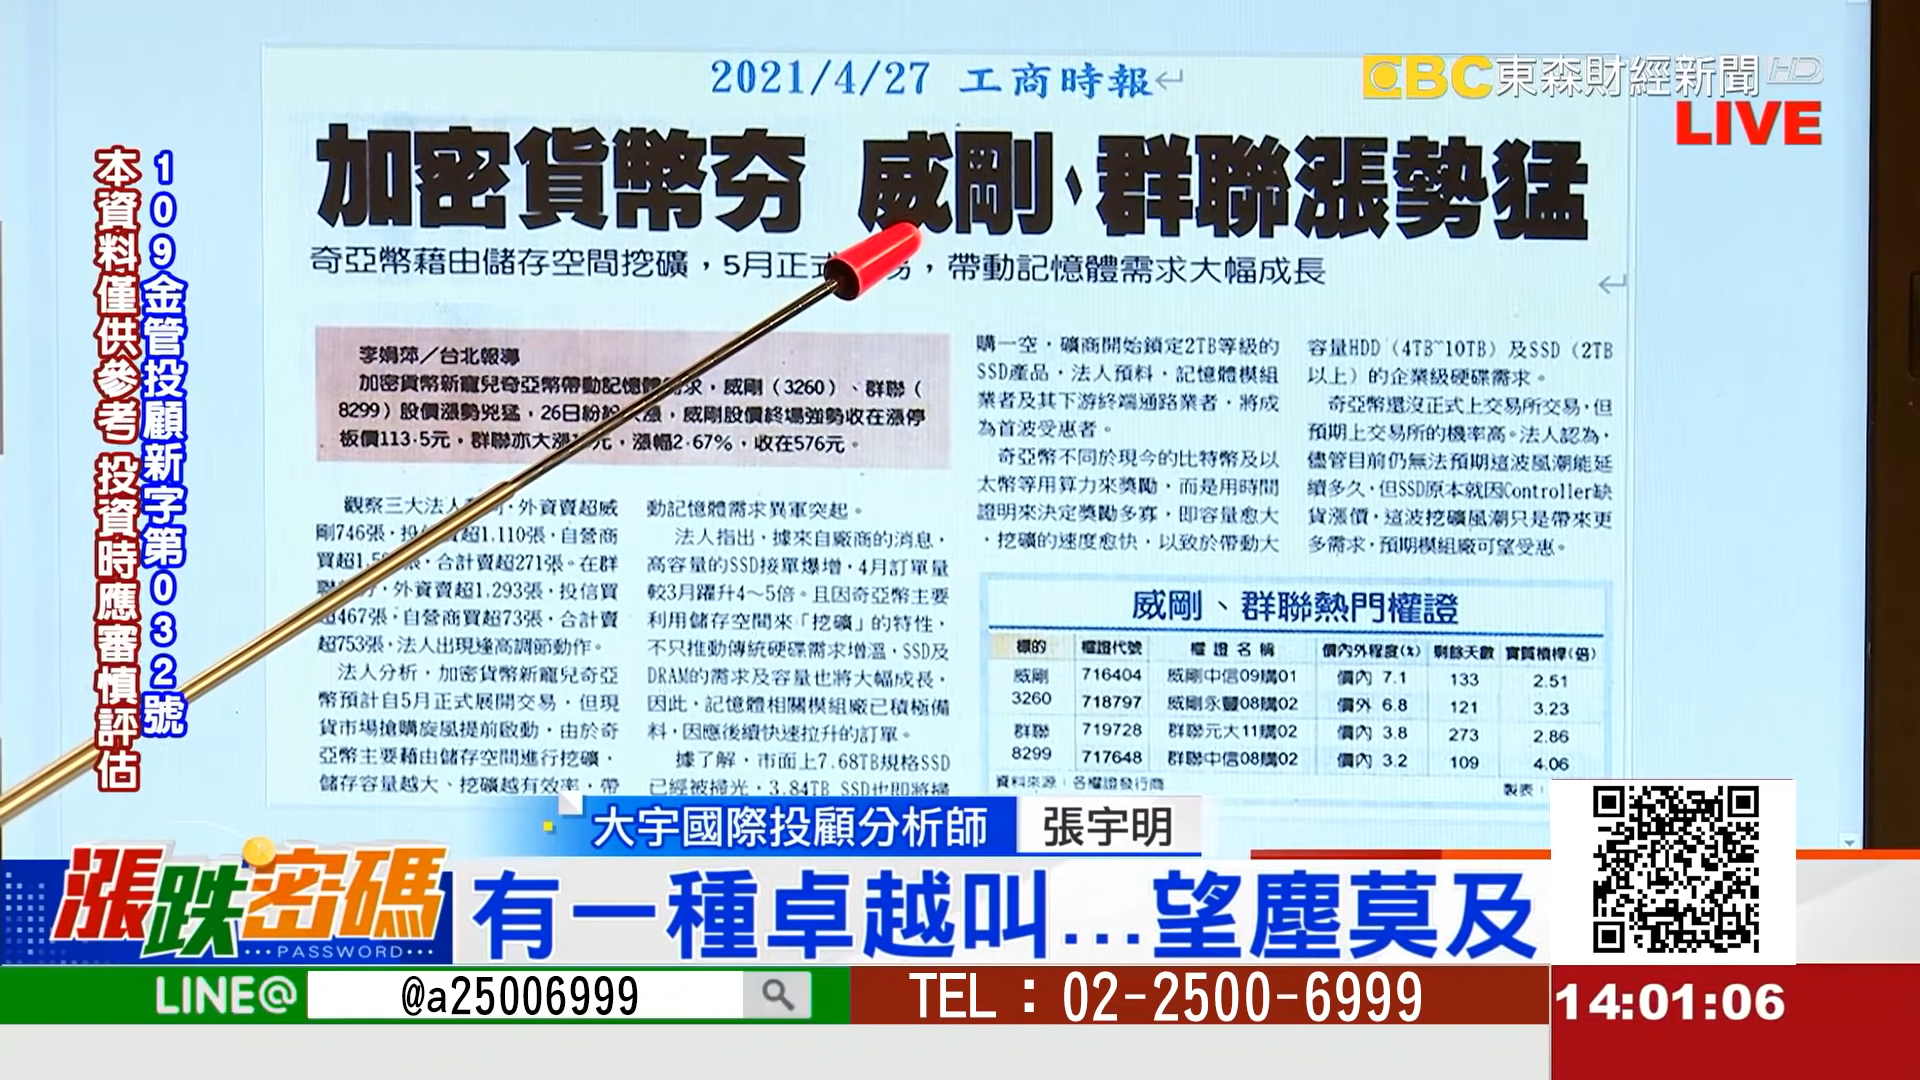 2021/4/27 工商時報
EBC東森財經新聞HD
LIVE
加密貨幣夯 威剛、群聯漲勢猛
奇亞幣藉由儲存空間挖礦，5月正式 易，帶動記憶體需求大幅成長
109金管投顧新字第032號
本資料僅供參考 投資時應審慎評估
李娟萍／台北報導
加密貨幣新寵兒奇亞幣帶動記憶體需求，威剛（3260）、群聯（
8299）股價漲勢兇猛，26日紛紛大漲，威剛股價終場強勢收在漲停
板價113.5元，群聯亦大漲 元，漲幅2.67%，收在576元。
觀察三大法人 ，外資賣超威
剛746張，投信 超1,110張，自營商
買超1,5 張，合計賣超271張。在群
聯 ，外資賣超1,293張，投信買
超467張，自營商買超73張，合計賣
超753張，法人出現逢高調節動作。
法人分析，加密貨幣新寵兒奇亞
幣預計自5月正式展開交易，但現
貨市場搶購旋風提前啟動，由於奇
亞幣主要藉由儲存空間進行挖礦，
儲存容量越大、挖礦越有效率，帶
動記憶體需求異軍突起。
法人指出，據來自廠商的消息，
高容量的SSD接單爆增，4月訂單量
較3月躍升4～5倍。且因奇亞幣主要
利用儲存空間來「挖礦」的特性，
不只推動傳統硬碟需求增溫，SSD及
DRAM的需求及容量也將大幅成長，
因此，記憶體相關模組廠已積極備
料，因應後續快速拉升的訂單。
據了解，市面上7.68TB規格SSD
已經被掃光，3.84TB SSD也即將掃
購一空，礦商開始鎖定2TB等級的
SSD產品，法人預料，記憶體模組
業者及其下游終端通路業者，將成
為首波受惠者。
奇亞幣不同於現今的比特幣及以
太幣等用算力來獎勵，而是用時間
證明來決定獎勵多寡，即容量愈大
，挖礦的速度愈快，以致於帶動大
容量HDD（4TB~10TB）及SSD（2TB
以上）的企業級硬碟需求。
奇亞幣還沒正式上交易所交易，但
預期上交易所的機率高。法人認為，
儘管目前仍無法預期這波風潮能延
續多久，但SSD原本就因Controller缺
貨漲價，這波挖礦風潮只是帶來更
多需求，預期模組廠可望受惠。
威剛、群聯熱門權證
標的 權證代號 權證名稱 價內外程度(%) 剩餘天數 實質槓桿(倍)
威剛 716404 威剛中信09購01 價內 7.1 133 2.51
3260 718797 威剛永豐08購02 價外 6.8 121 3.23
群聯 719728 群聯元大11購02 價內 3.8 273 2.86
8299 717648 群聯中信08購02 價內 3.2 109 4.06
資料來源：各權證發行商 製表：
大宇國際投顧分析師 張宇明
漲跌密碼
PASSWORD
有一種卓越叫...望塵莫及
LINE@ @a25006999 TEL：02-2500-6999 14:01:06